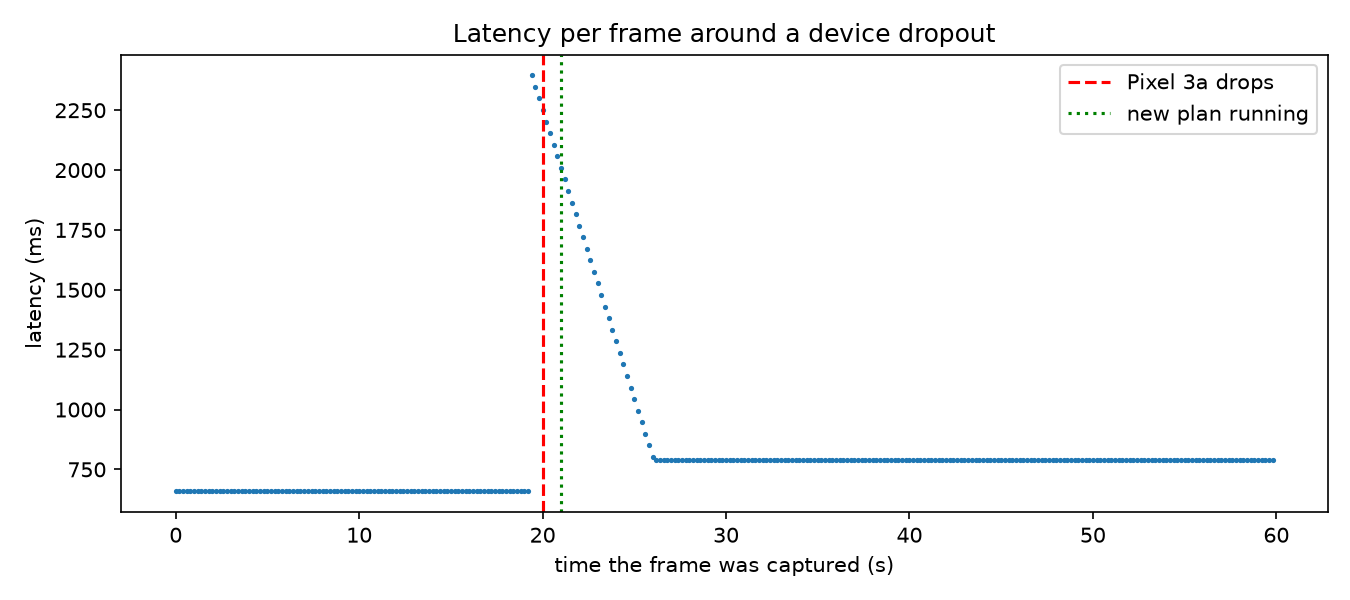 Latency per frame around a device dropout
Pixel 3a drops
new plan running
latency (ms)
2250
2000
1750
1500
1250
1000
750
0 10 20 30 40 50 60
time the frame was captured (s)